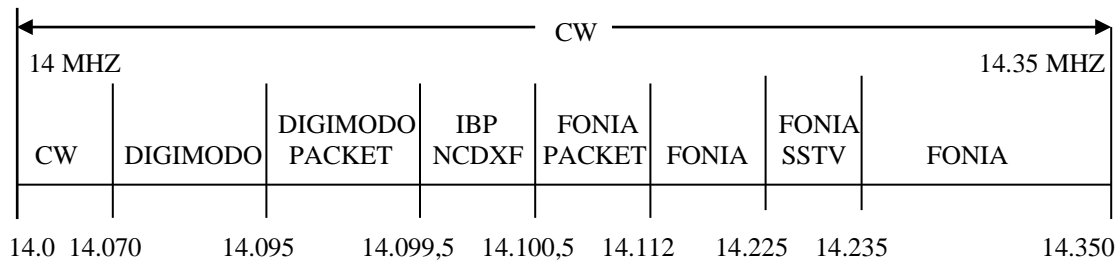 CW
14 MHZ 14.35 MHZ
DIGIMODO IBP FONIA FONIA
CW DIGIMODO PACKET NCDXF PACKET FONIA SSTV FONIA
14.0 14.070 14.095 14.099,5 14.100,5 14.112 14.225 14.235 14.350